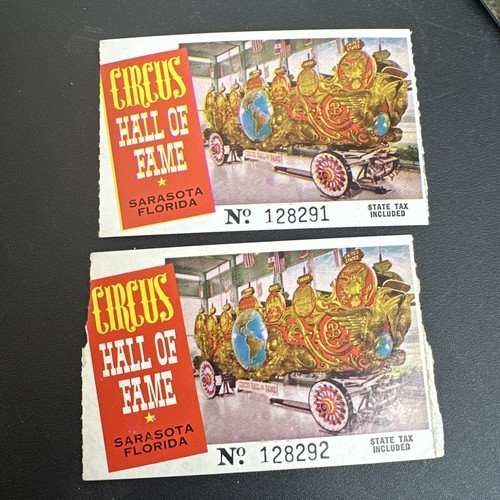 CIRCUS
HALL OF
FAME
SARASOTA
FLORIDA
Nº. 128291
STATE TAX
INCLUDED
CIRCUS
HALL OF
FAME
SARASOTA
FLORIDA
Nº. 128292
STATE TAX
INCLUDED